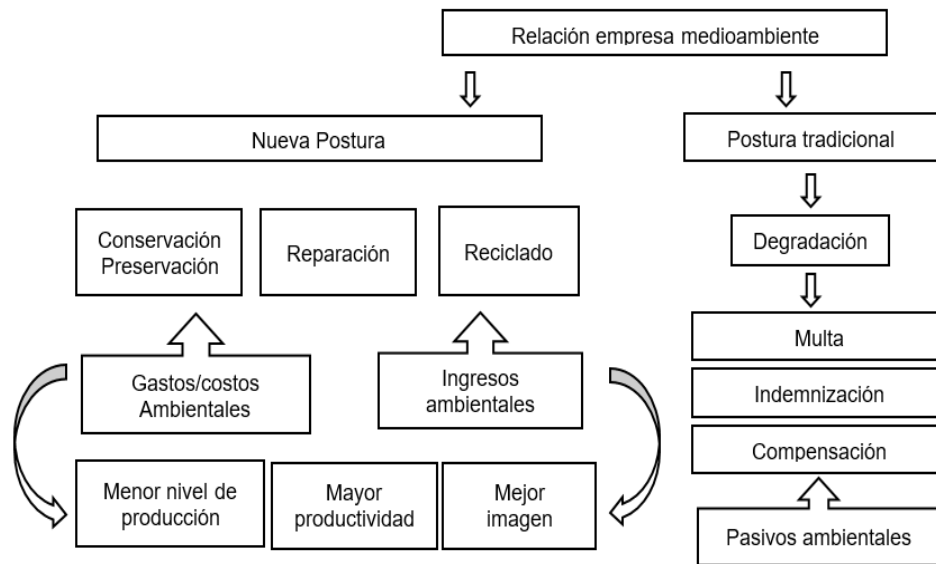 Relación empresa medioambiente
Nueva Postura
Postura tradicional
Conservación
Preservación
Reparación
Reciclado
Degradación
Multa
Gastos/costos
Ambientales
Ingresos
ambientales
Indemnización
Compensación
Menor nivel de
producción
Mayor
productividad
Mejor
imagen
Pasivos ambientales